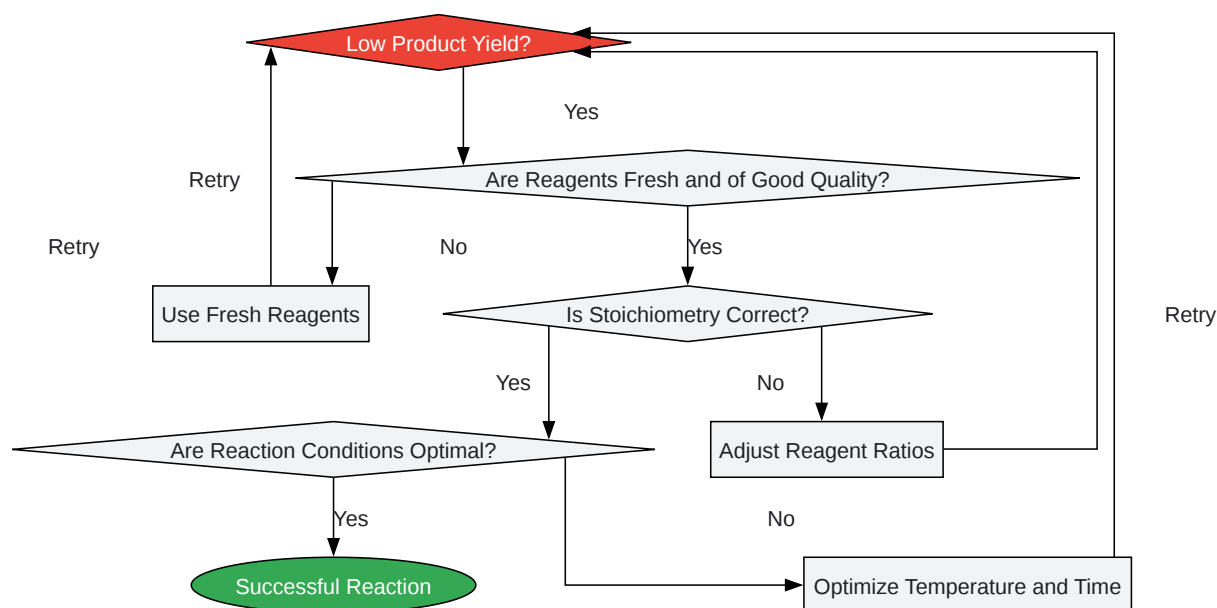 Low Product Yield?
Yes
Retry
Are Reagents Fresh and of Good Quality?
Retry
No
Yes
Use Fresh Reagents
Is Stoichiometry Correct?
Retry
Yes
No
Are Reaction Conditions Optimal?
Adjust Reagent Ratios
Yes
No
Successful Reaction
Optimize Temperature and Time